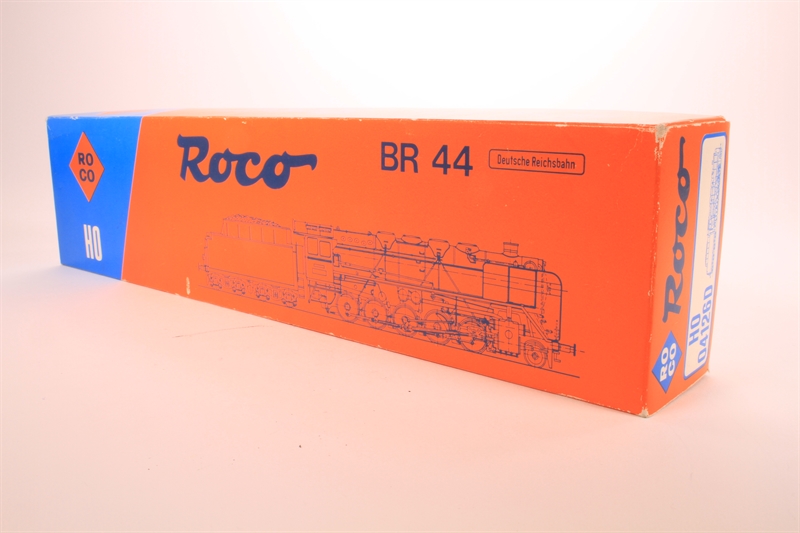 RO
CO
HO
Roco
BR 44
Deutsche Reichsbahn
Roco
RO
CO
HO
04126D